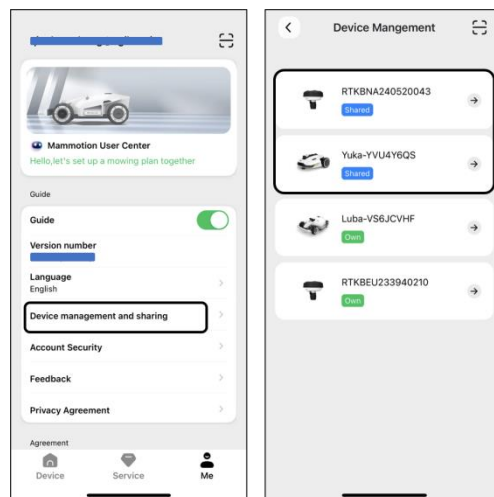 Mammotion User Center
Hello,let's set up a mowing plan together
Guide
Guide
Version number
Language
English
Device management and sharing
Account Security
Feedback
Privacy Agreement
Agreement
Device
Service
Me
Device Mangement
RTKBNA240520043
Shared
Yuka-YVU4Y6QS
Shared
Luba-VS6JCVHF
Own
RTKBEU233940210
Own